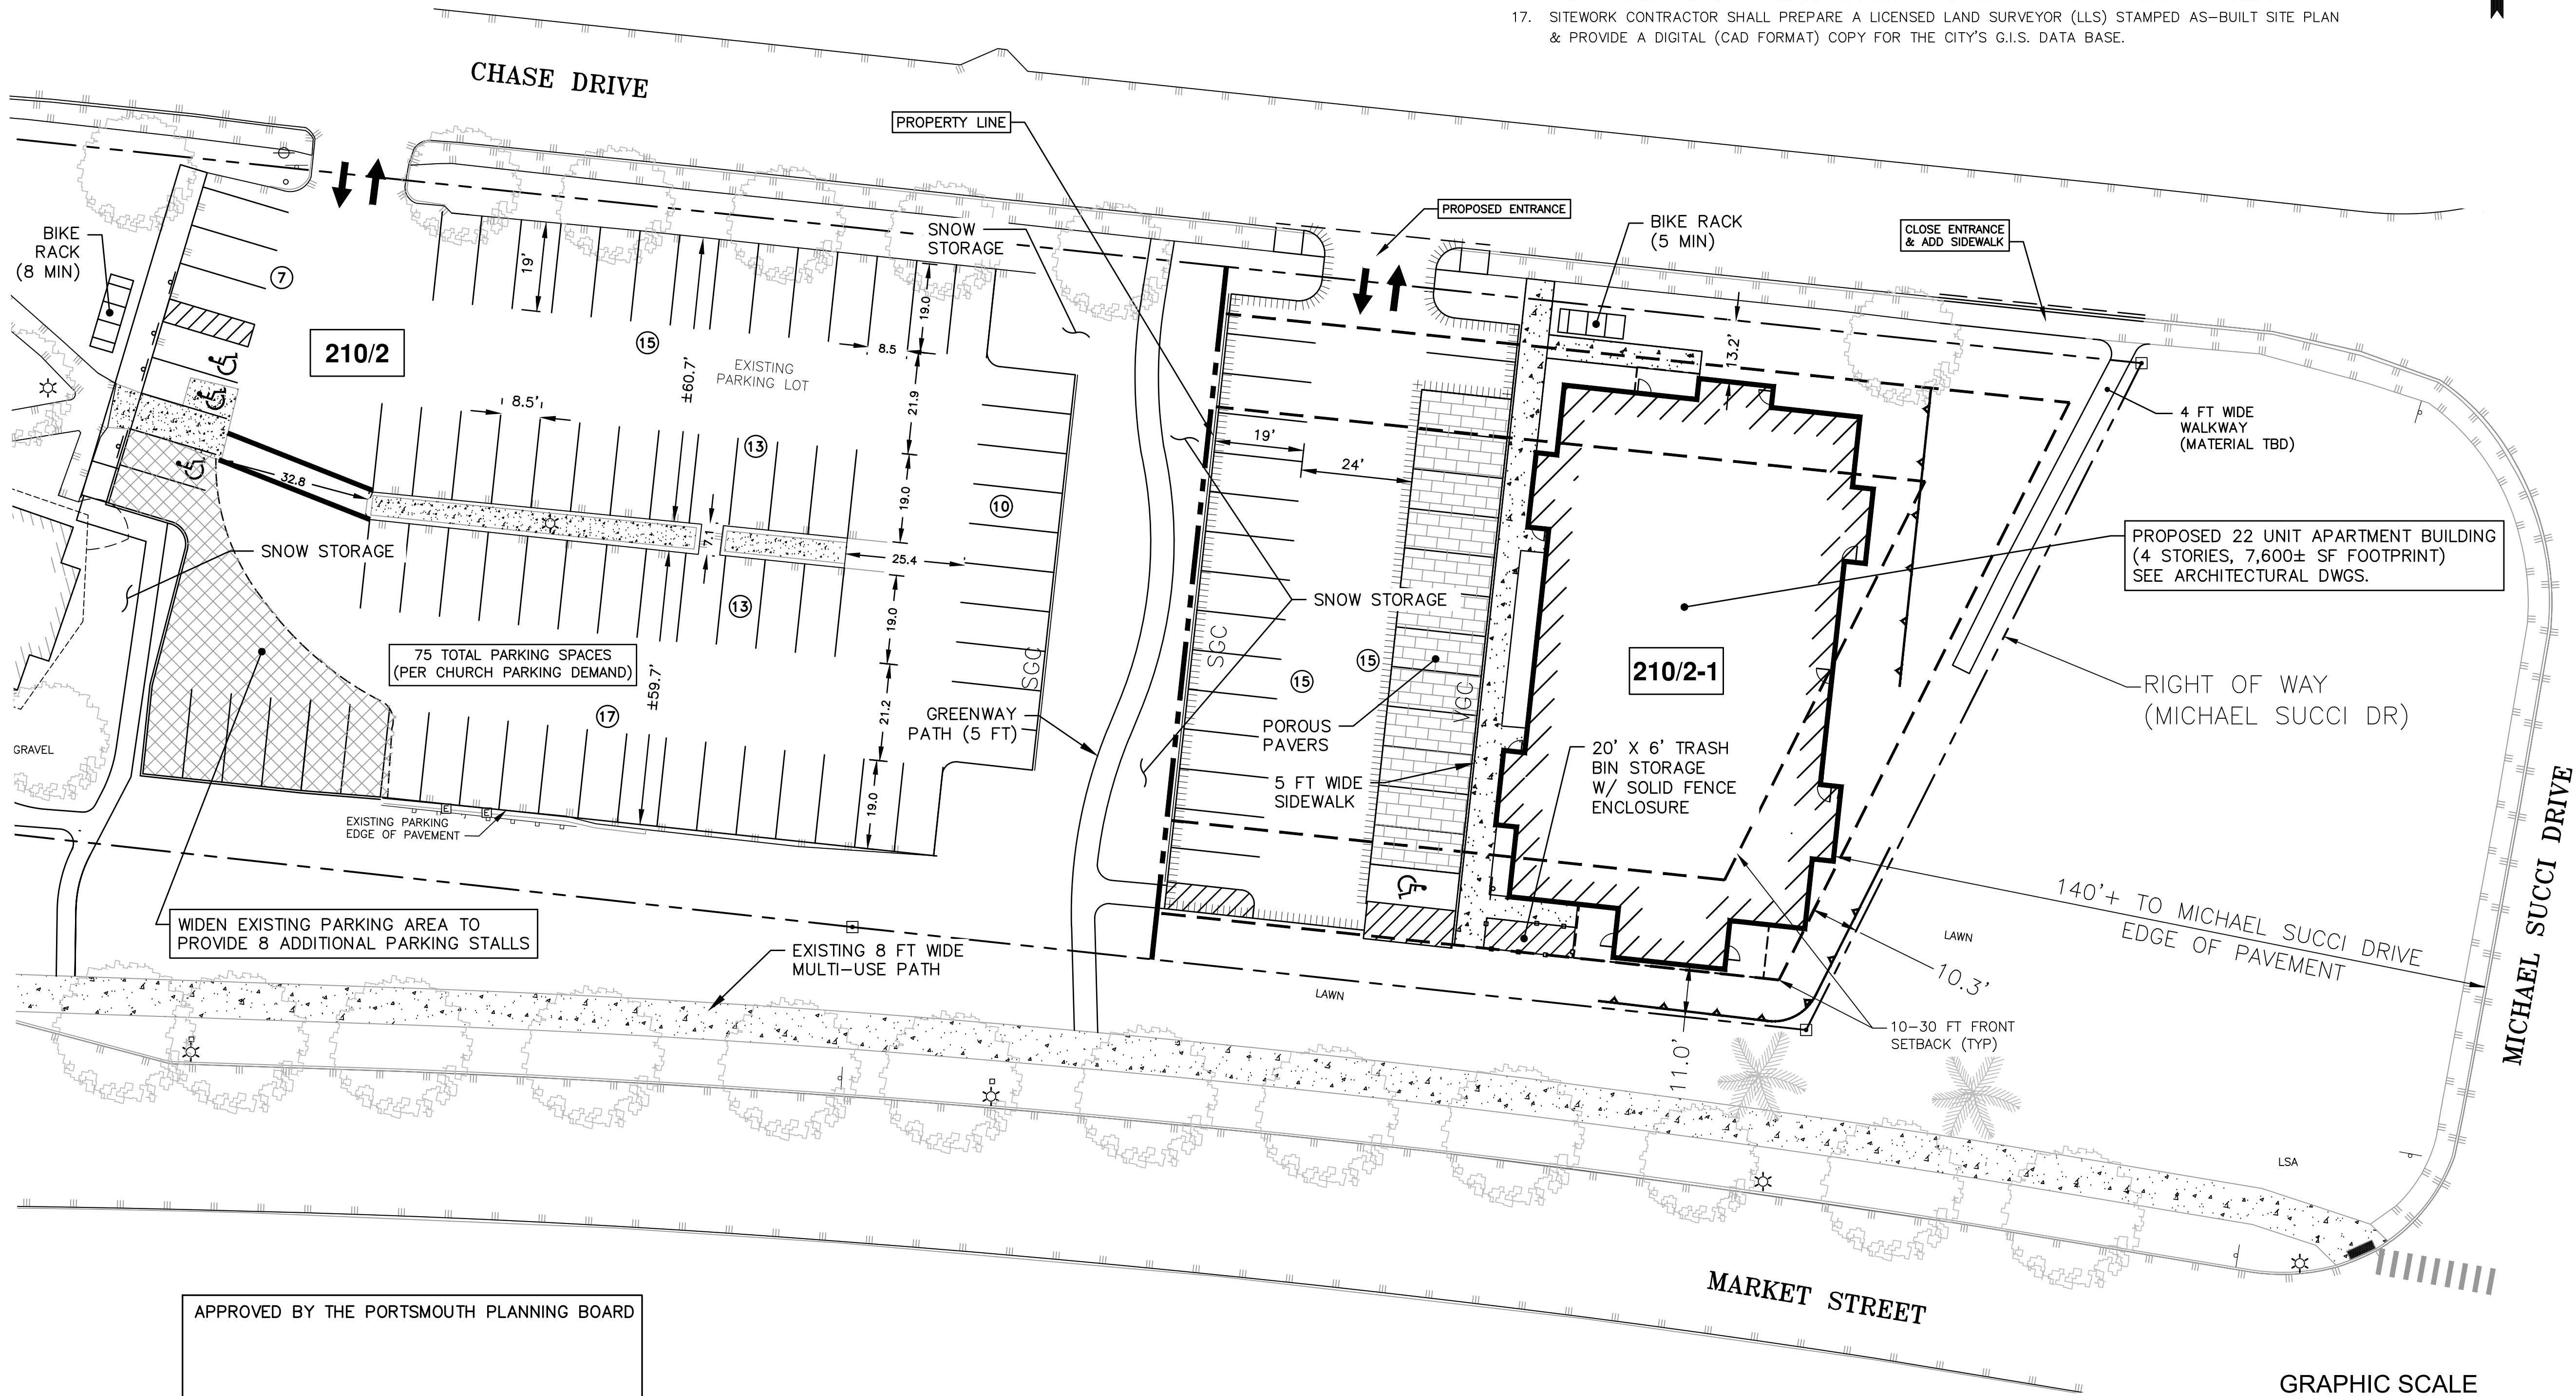 17. SITEWORK CONTRACTOR SHALL PREPARE A LICENSED LAND SURVEYOR (LLS) STAMPED AS-BUILT SITE PLAN
& PROVIDE A DIGITAL (CAD FORMAT) COPY FOR THE CITY'S G.I.S. DATA BASE.
CHASE DRIVE
PROPERTY LINE
PROPOSED ENTRANCE
BIKE RACK
(5 MIN)
CLOSE ENTRANCE
& ADD SIDEWALK
BIKE
RACK
(8 MIN)
7
19'
SNOW
STORAGE
210/2
15
±60.7'
EXISTING
PARKING LOT
19.0
8.5
13.2'
8.5'
21.9
13
4 FT WIDE
WALKWAY
(MATERIAL TBD)
19'
24'
32.8
19.0
10
7.1
25.4
SNOW STORAGE
PROPOSED 22 UNIT APARTMENT BUILDING
(4 STORIES, 7,600± SF FOOTPRINT)
SEE ARCHITECTURAL DWGS.
13
19.0
SNOW STORAGE
75 TOTAL PARKING SPACES
(PER CHURCH PARKING DEMAND)
SGC
SGC
15
15
210/2-1
±59.7'
17
21.2
GREENWAY
PATH (5 FT)
VGC
RIGHT OF WAY
(MICHAEL SUCCI DR)
POROUS
PAVERS
GRAVEL
20' X 6' TRASH
BIN STORAGE
W/ SOLID FENCE
ENCLOSURE
5 FT WIDE
SIDEWALK
19.0
E
E
EXISTING PARKING
EDGE OF PAVEMENT
MICHAEL SUCCI DRIVE
WIDEN EXISTING PARKING AREA TO
PROVIDE 8 ADDITIONAL PARKING STALLS
140'+ TO MICHAEL SUCCI DRIVE
EDGE OF PAVEMENT
LAWN
EXISTING 8 FT WIDE
MULTI-USE PATH
10.3'
LAWN
10-30 FT FRONT
SETBACK (TYP)
11.0'
LSA
MARKET STREET
APPROVED BY THE PORTSMOUTH PLANNING BOARD
GRAPHIC SCALE